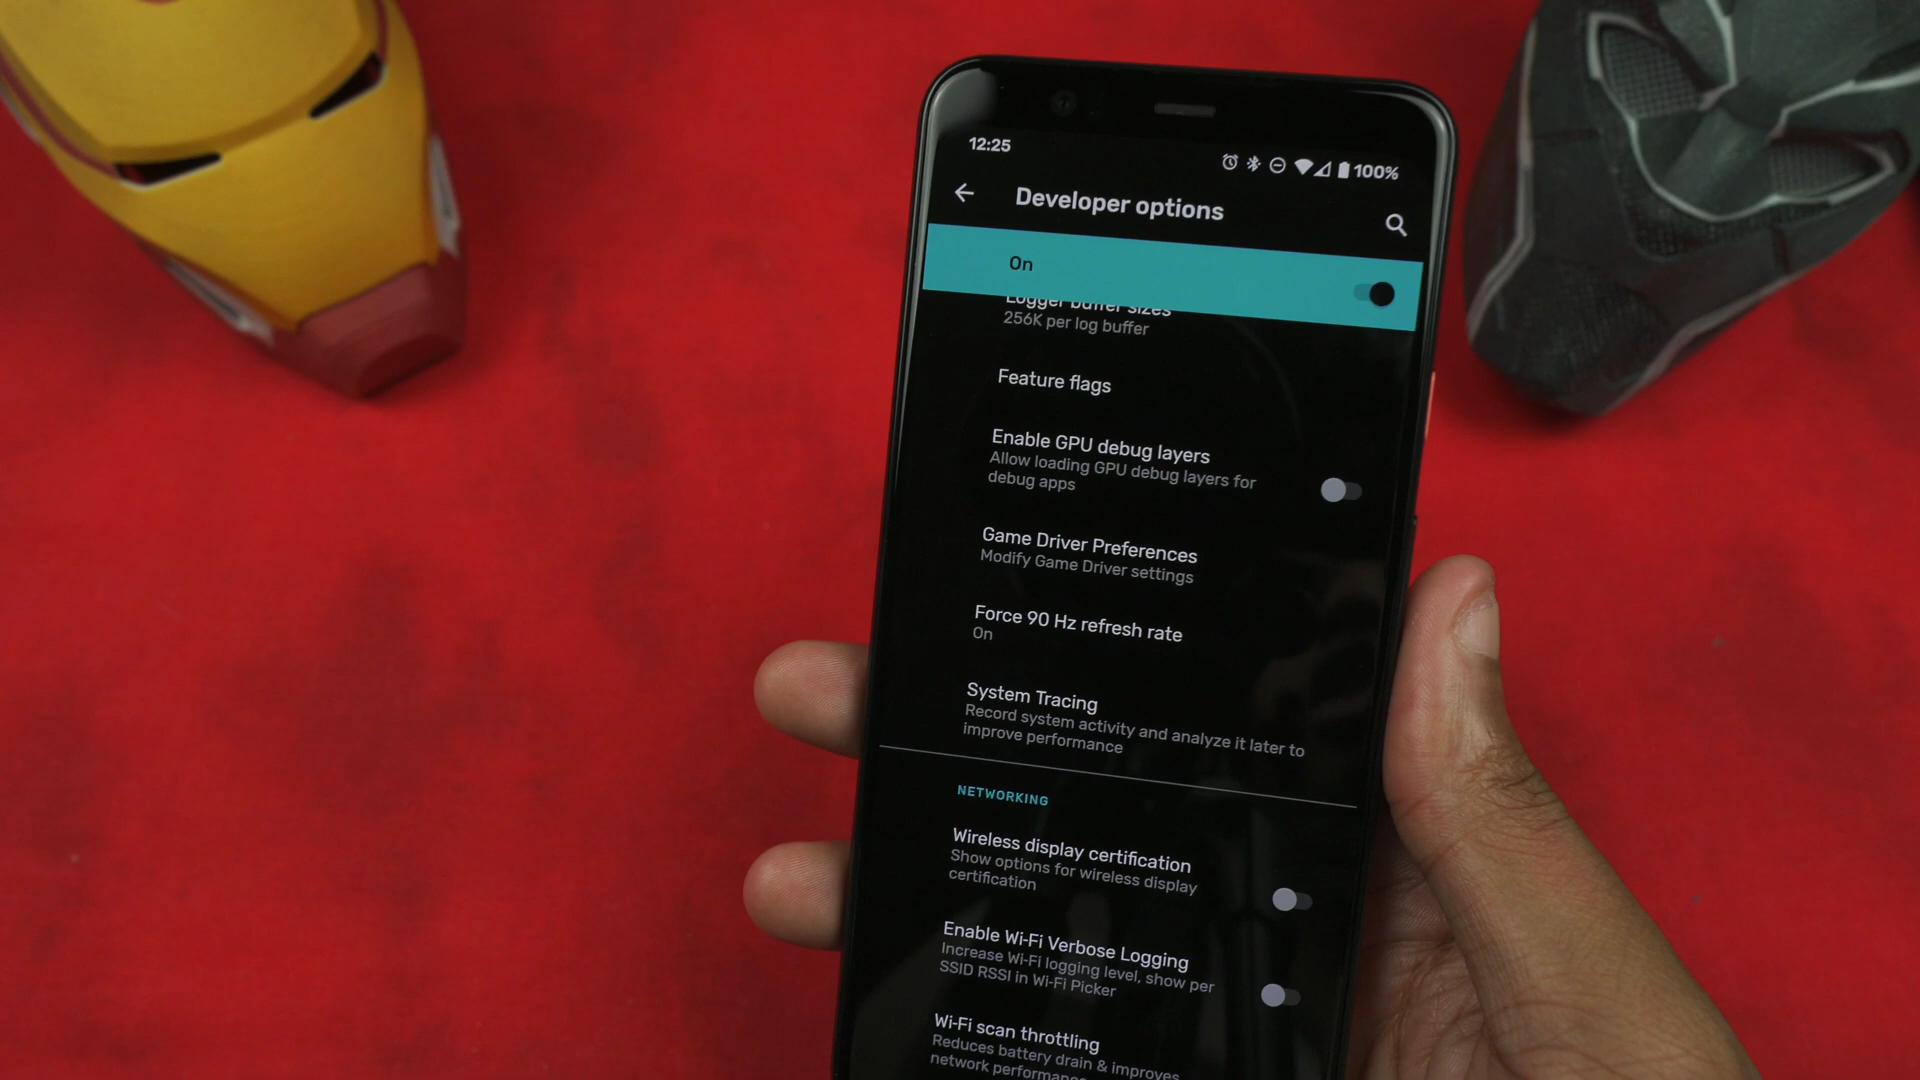 12:25
100%
Developer options
On
Logger buffer sizes
256K per log buffer
Feature flags
Enable GPU debug layers
Allow loading GPU debug layers for
debug apps
Game Driver Preferences
Modify Game Driver settings
Force 90 Hz refresh rate
On
System Tracing
Record system activity and analyze it later to
improve performance
NETWORKING
Wireless display certification
Show options for wireless display
certification
Enable Wi-Fi Verbose Logging
Increase Wi-Fi logging level, show per
SSID RSSI in Wi-Fi Picker
Wi-Fi scan throttling
Reduces battery drain & improves
network performance